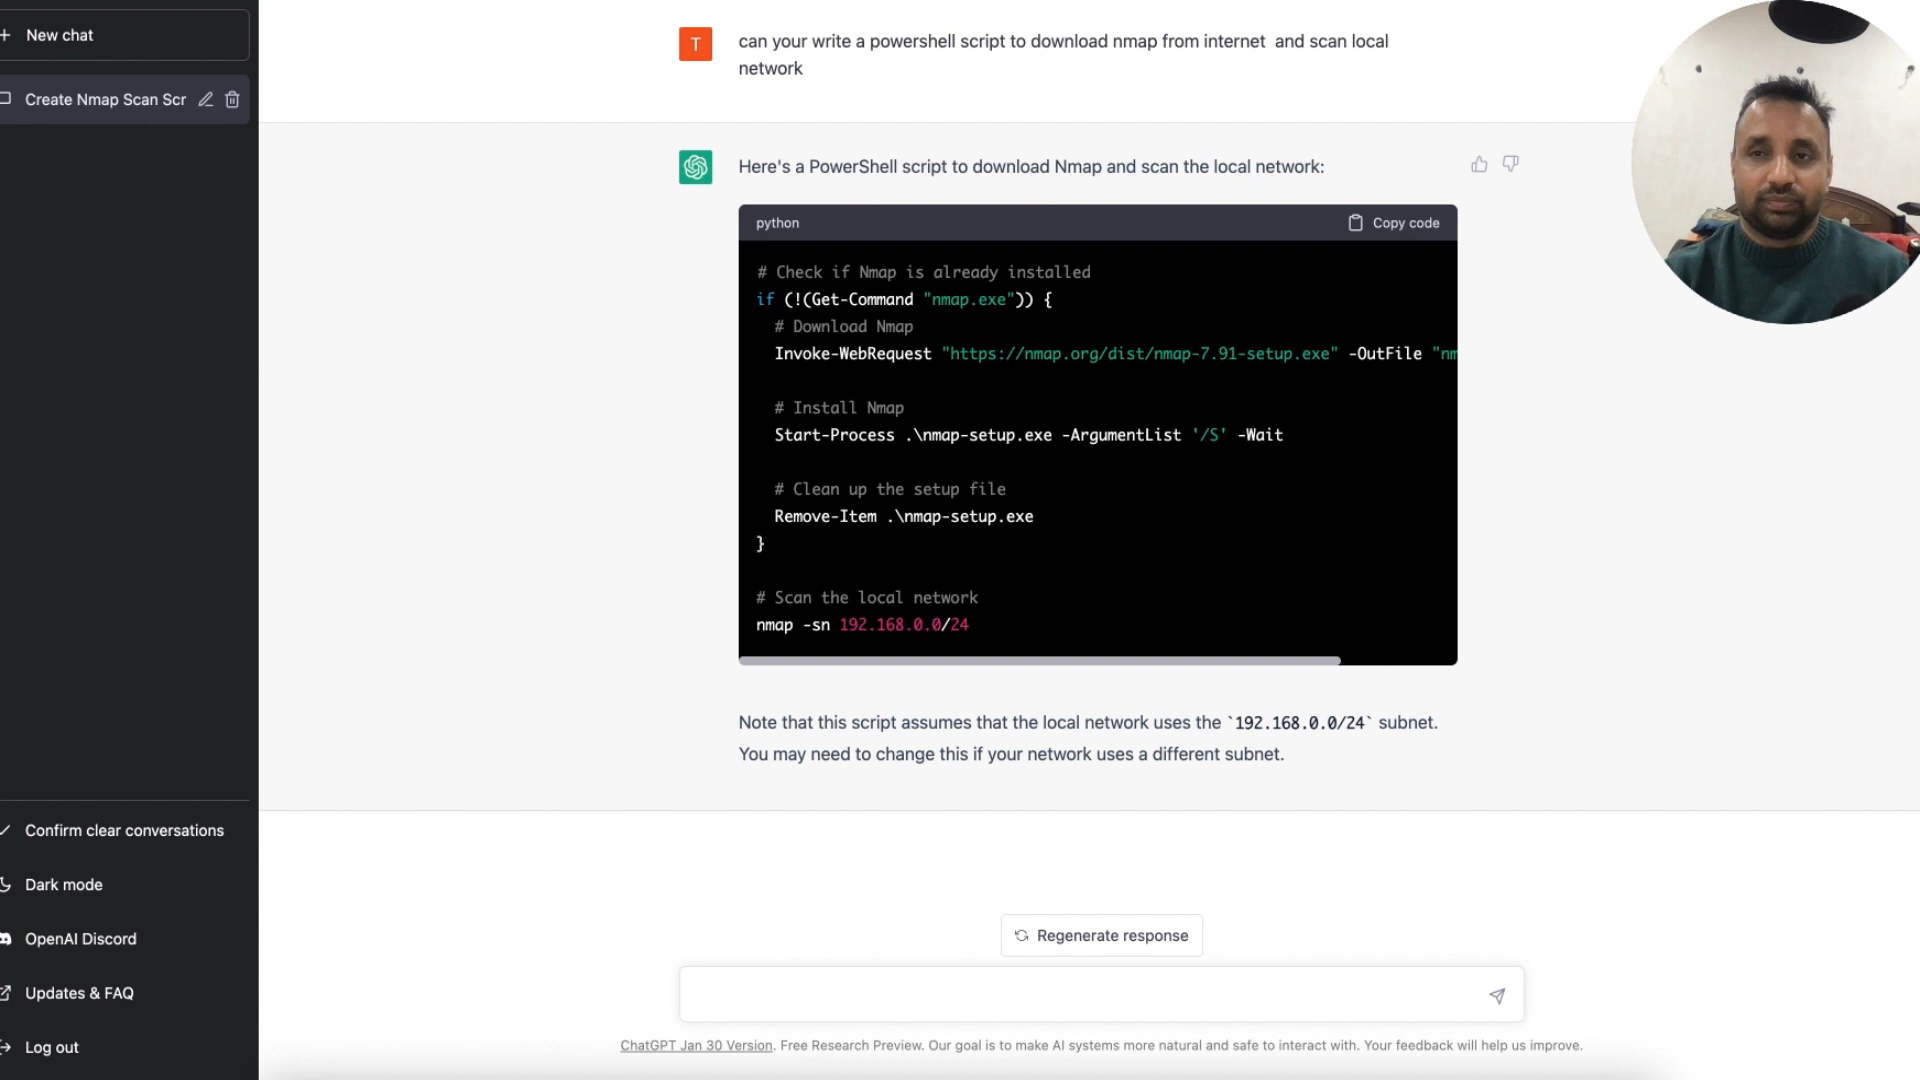 New chat
Create Nmap Scan Scr
Confirm clear conversations
Dark mode
OpenAI Discord
Updates & FAQ
Log out
T
can your write a powershell script to download nmap from internet  and scan local
network
Here's a PowerShell script to download Nmap and scan the local network:
python
Copy code
# Check if Nmap is already installed
if (!(Get-Command "nmap.exe")) {
# Download Nmap
Invoke-WebRequest "https://nmap.org/dist/nmap-7.91-setup.exe" -OutFile "nm
# Install Nmap
Start-Process .\nmap-setup.exe -ArgumentList '/S' -Wait
# Clean up the setup file
Remove-Item .\nmap-setup.exe
}
# Scan the local network
nmap -sn 192.168.0.0/24
Note that this script assumes that the local network uses the `192.168.0.0/24` subnet.
You may need to change this if your network uses a different subnet.
Regenerate response
ChatGPT Jan 30 Version. Free Research Preview. Our goal is to make AI systems more natural and safe to interact with. Your feedback will help us improve.